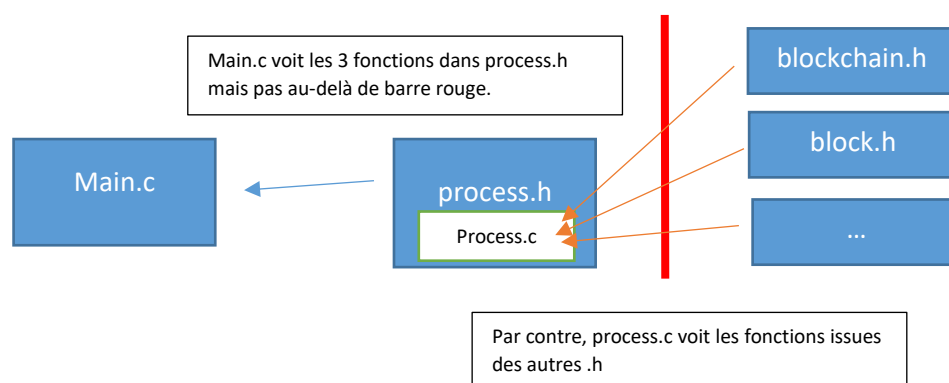 Main.c voit les 3 fonctions dans process.h
mais pas au-delà de barre rouge.
blockchain.h
block.h
Main.c
process.h
Process.c
...
Par contre, process.c voit les fonctions issues
des autres .h